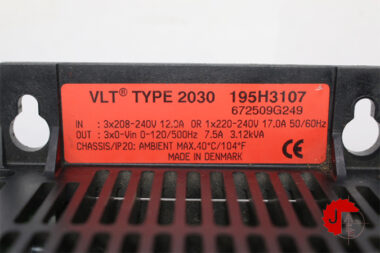 VLT® TYPE 2030 195H3107
672509G249
IN : 3x208-240V 12.0A OR 1x220-240V 17.0A 50/60Hz
OUT : 3x0-Vin 0-120/500Hz 7.5A 3.12kVA
CHASSIS/IP20: AMBIENT MAX.40°C/104°F
MADE IN DENMARK CE